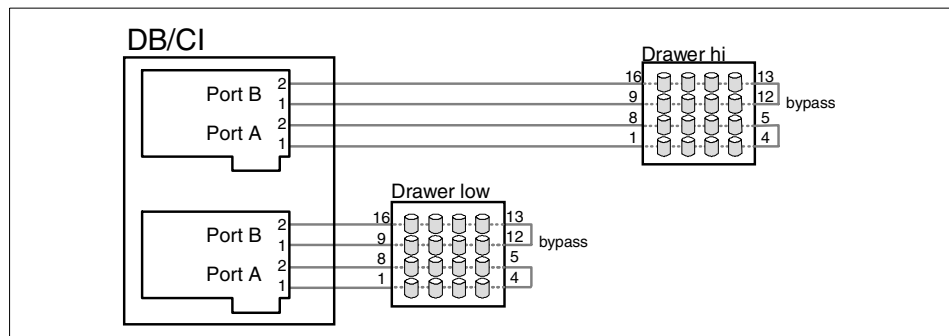 DB/CI
Drawer hi
Port B 2 16 13
1 9 12 bypass
Port A 2 8 5
1 1 4
Drawer low
Port B 2 16 13
1 9 12 bypass
Port A 2 8 5
1 1 4